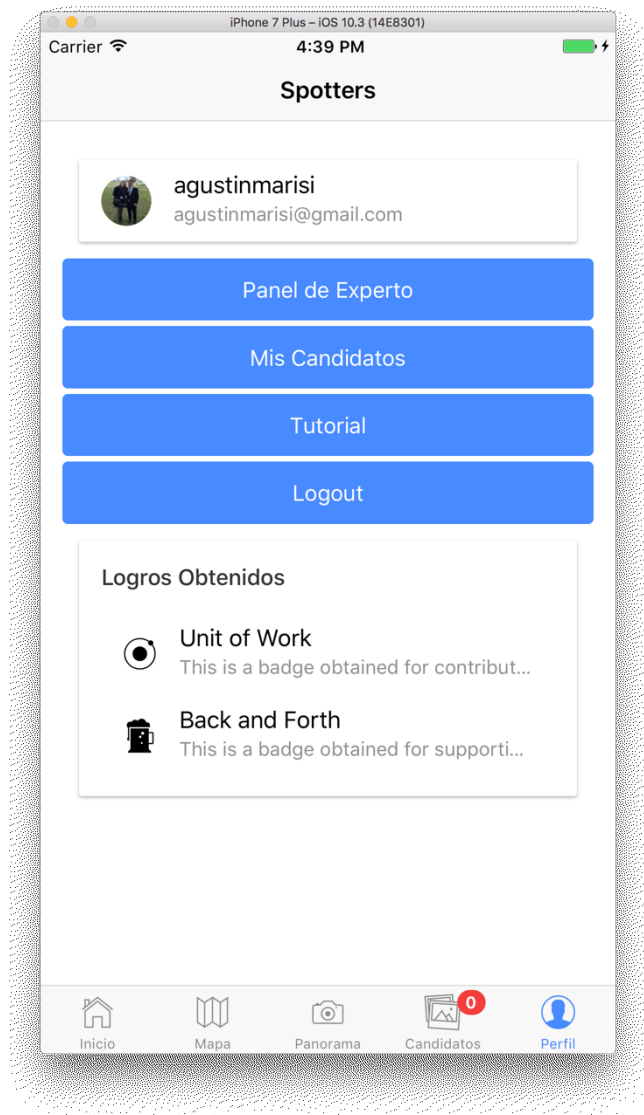 iPhone 7 Plus – iOS 10.3 (14E8301)
Carrier 4:39 PM
Spotters
agustinmarisi
agustinmarisi@gmail.com
Panel de Experto
Mis Candidatos
Tutorial
Logout
Logros Obtenidos
Unit of Work
This is a badge obtained for contribut...
Back and Forth
This is a badge obtained for supporti...
0
Inicio Mapa Panorama Candidatos Perfil